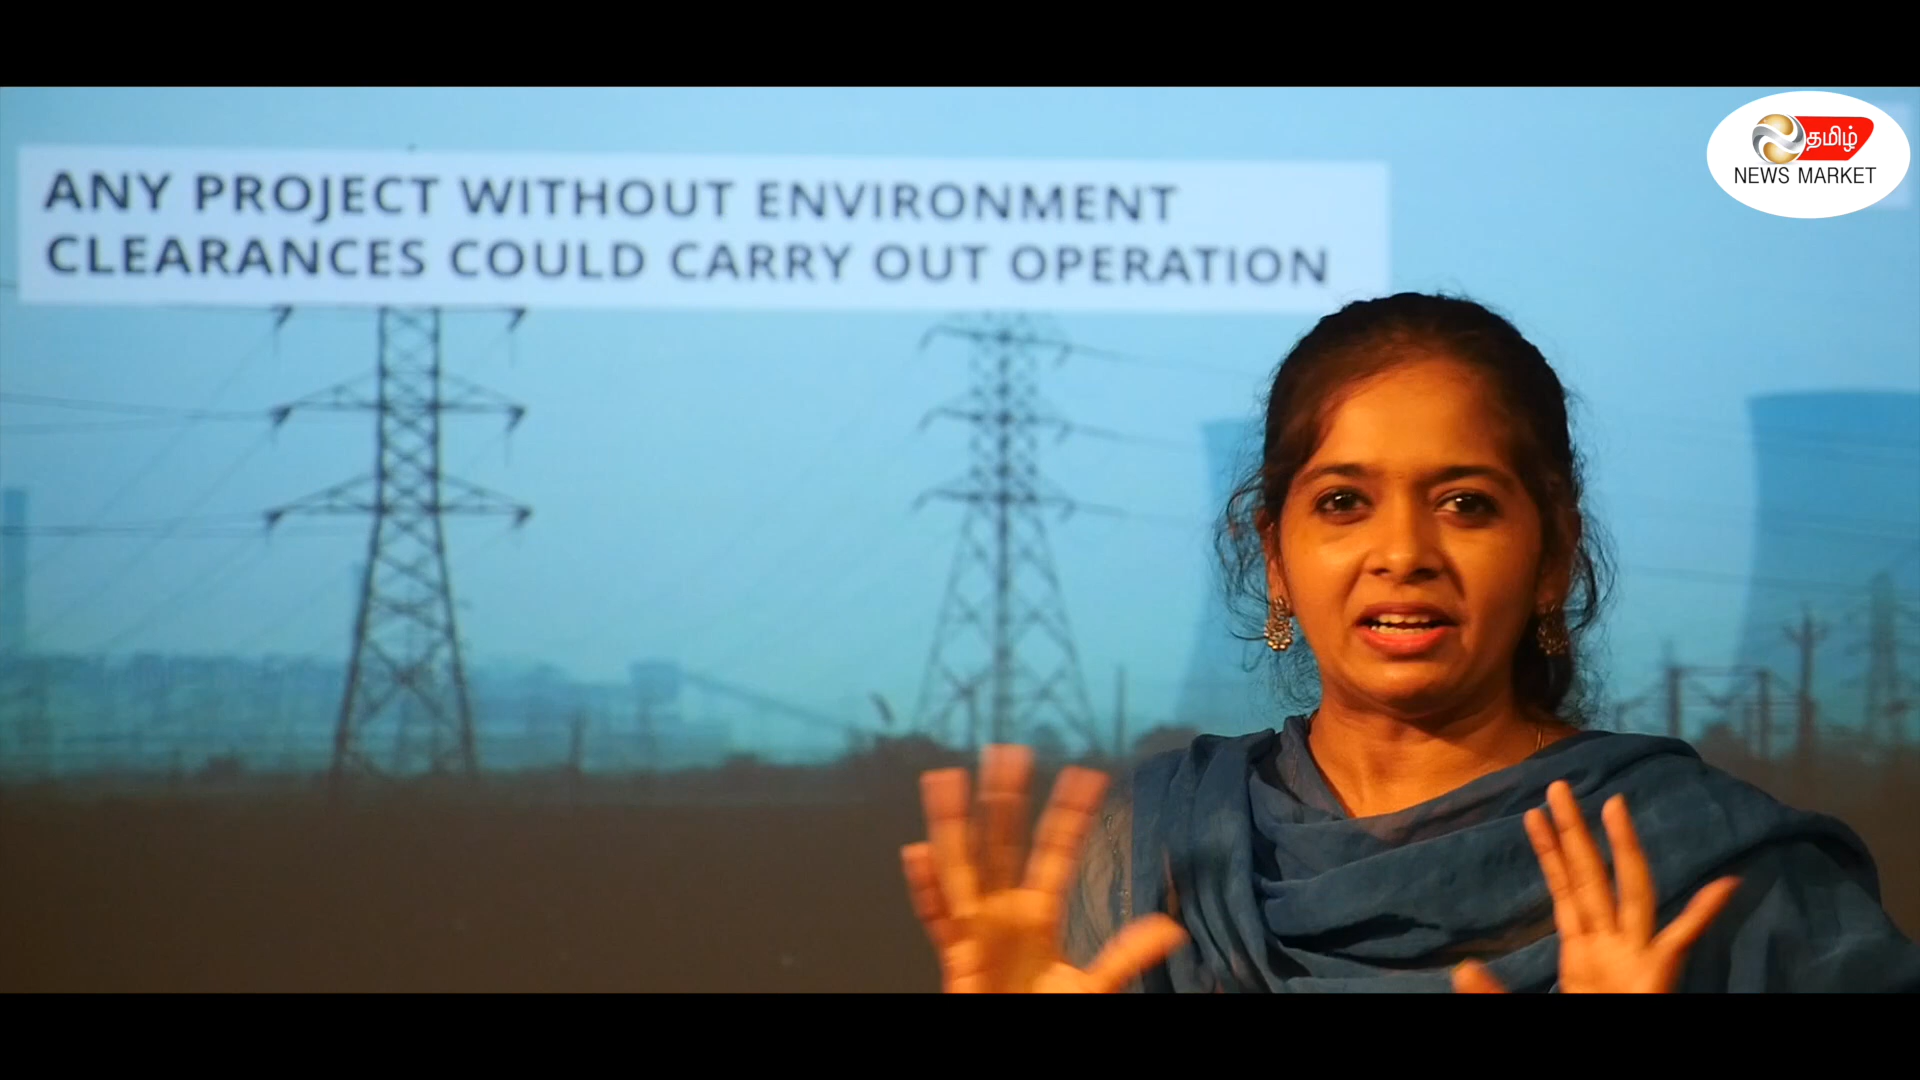 ANY PROJECT WITHOUT ENVIRONMENT
CLEARANCES COULD CARRY OUT OPERATION
தமிழ்
NEWS MARKET